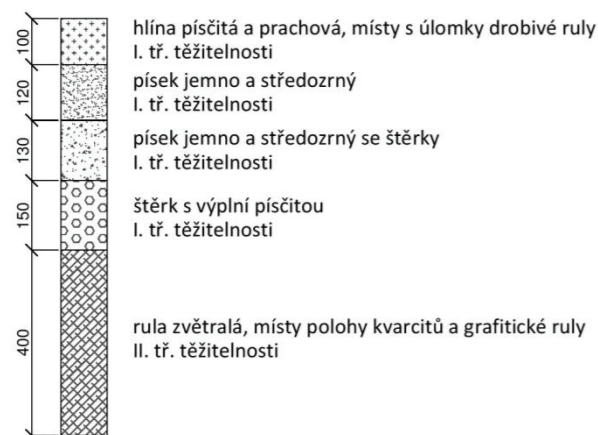 100
hlína písčitá a prachová, místy s úlomky drobivé ruly
I. tř. těžitelnosti
120
písek jemno a středozrný
I. tř. těžitelnosti
130
písek jemno a středozrný se štěrky
I. tř. těžitelnosti
150
štěrk s výplní písčitou
I. tř. těžitelnosti
400
rula zvětralá, místy polohy kvarcitů a grafitické ruly
II. tř. těžitelnosti